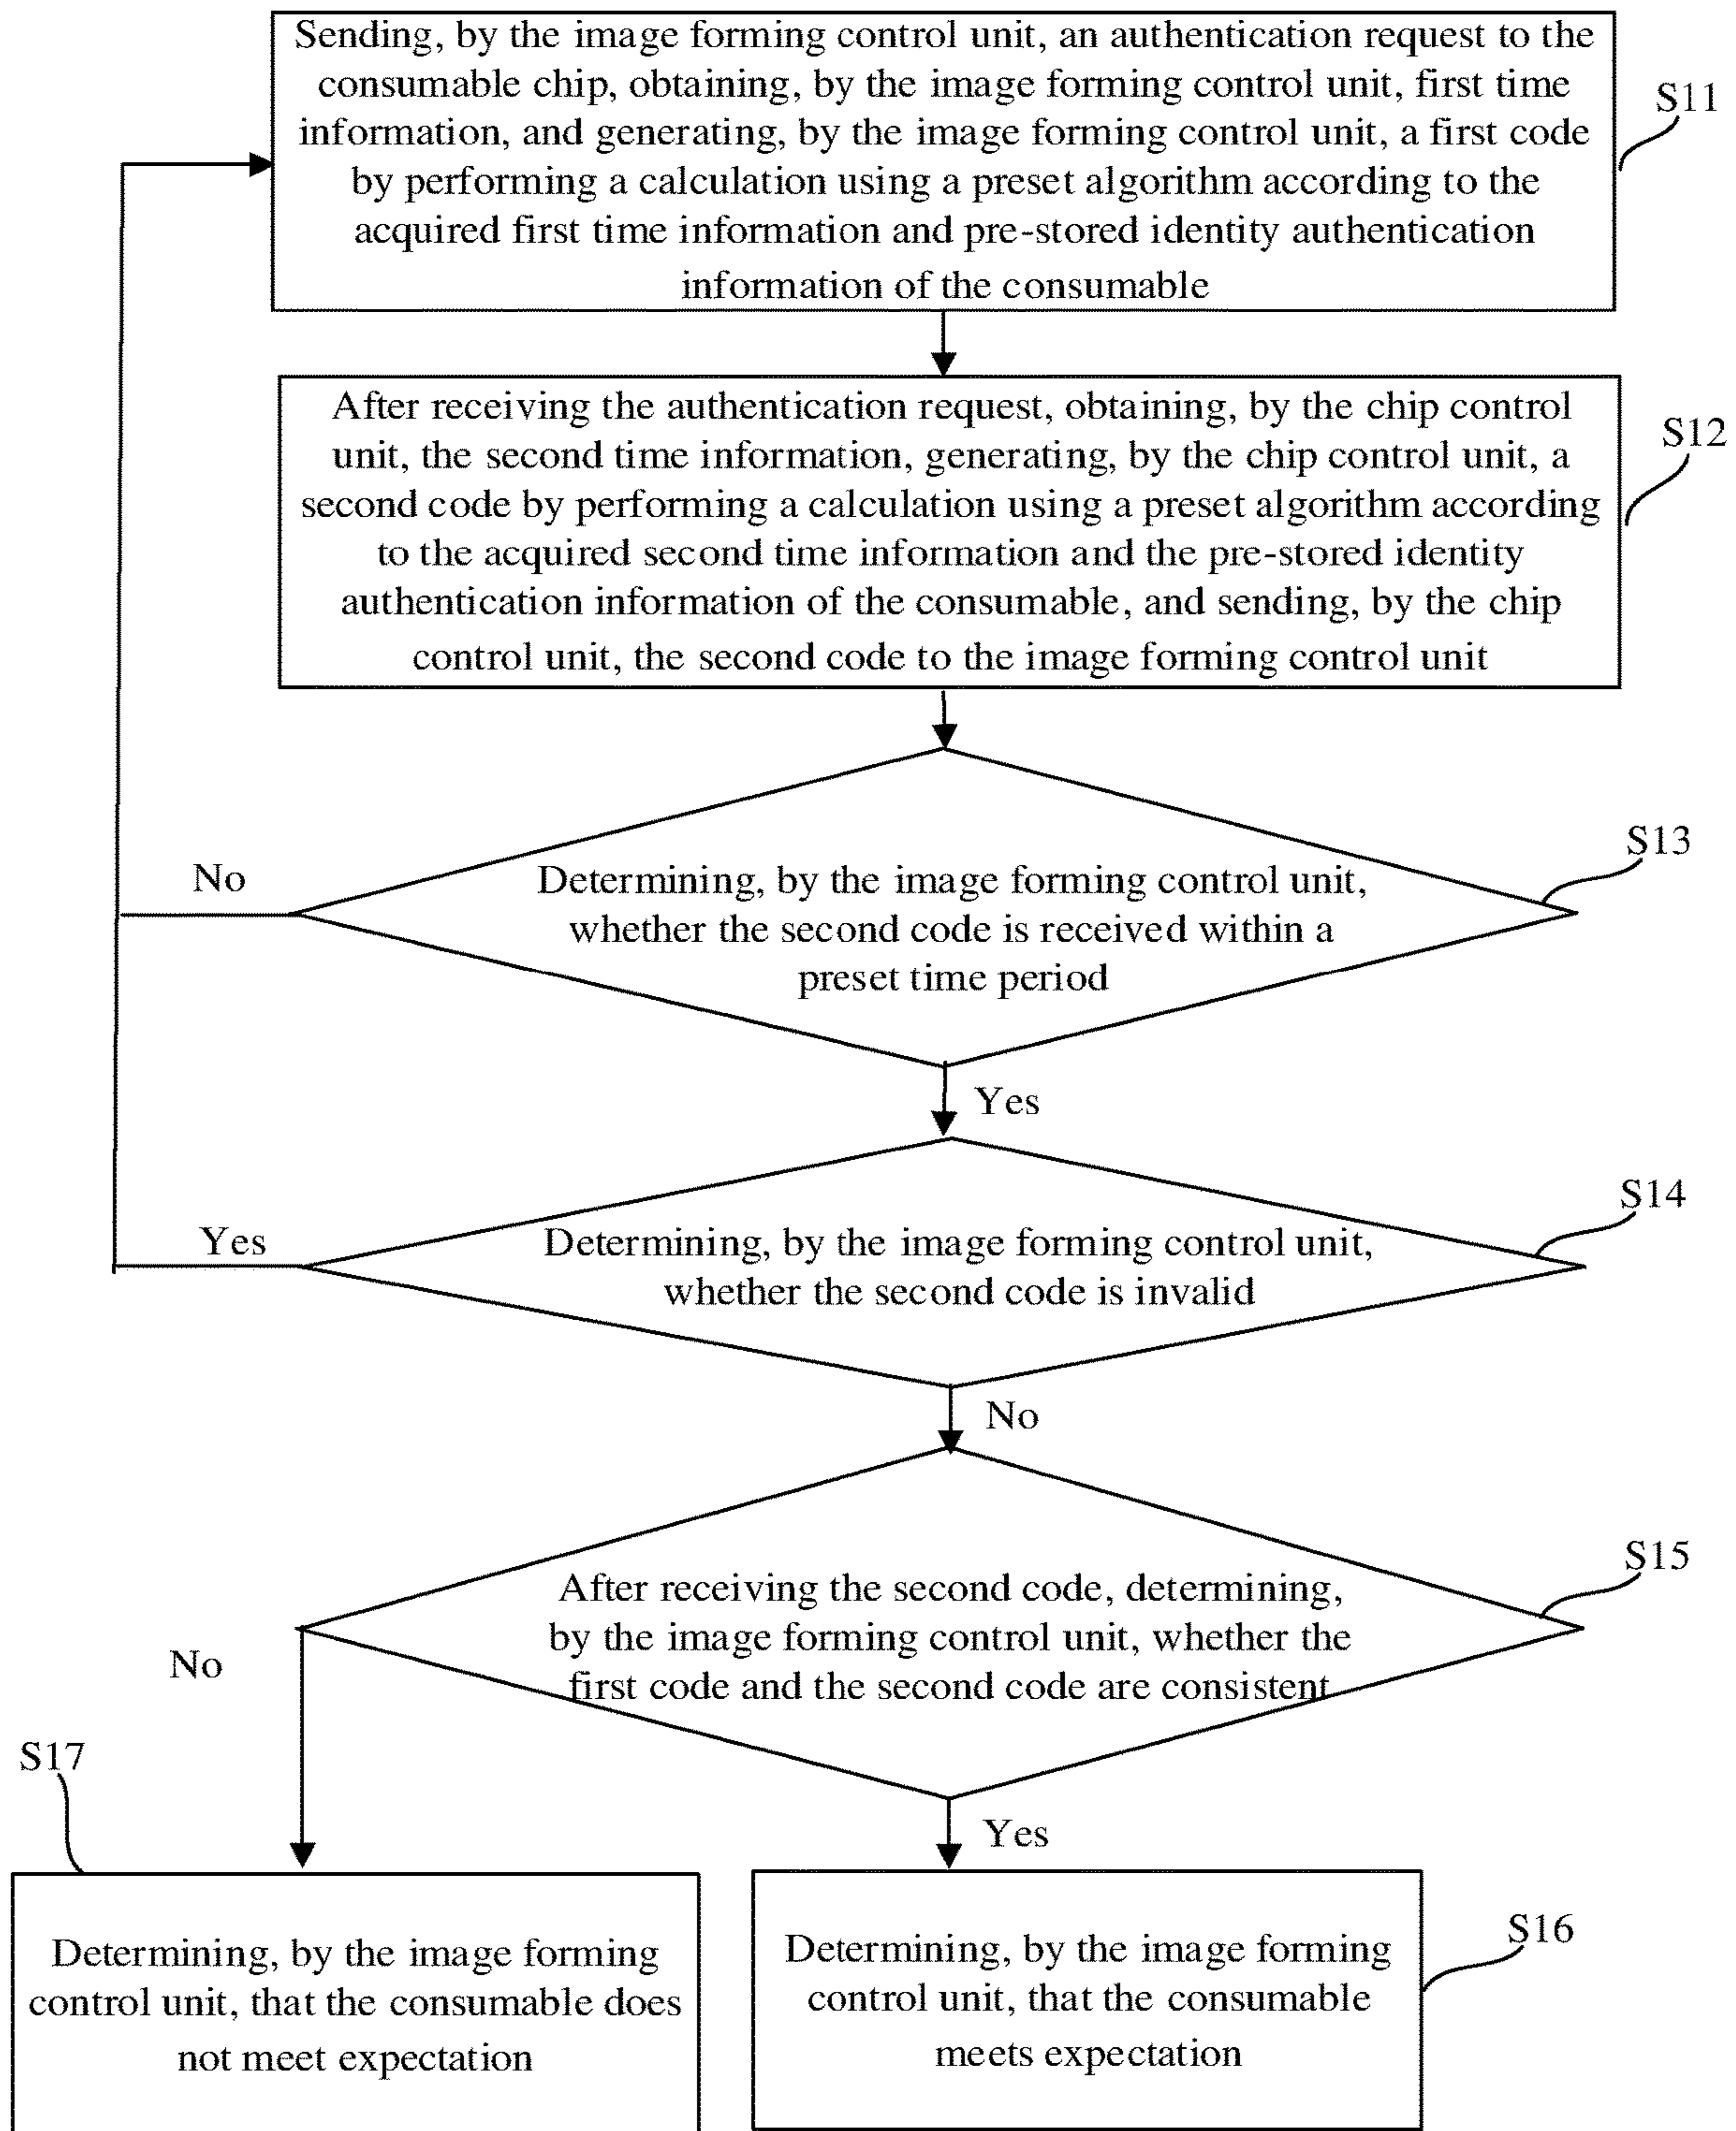 Sending, by the image forming control unit, an authentication request to the
consumable chip, obtaining, by the image forming control unit, first time
information, and generating, by the image forming control unit, a first code
by performing a calculation using a preset algorithm according to the
acquired first time information and pre-stored identity authentication
information of the consumable
S11
After receiving the authentication request, obtaining, by the chip control
unit, the second time information, generating, by the chip control unit, a
second code by performing a calculation using a preset algorithm according
to the acquired second time information and the pre-stored identity
authentication information of the consumable, and sending, by the chip
control unit, the second code to the image forming control unit
S12
S13
No
Determining, by the image forming control unit,
whether the second code is received within a
preset time period
Yes
S14
Yes
Determining, by the image forming control unit,
whether the second code is invalid
No
S15
After receiving the second code, determining,
by the image forming control unit, whether the
first code and the second code are consistent
No
S17
Yes
Determining, by the image forming
control unit, that the consumable does
not meet expectation
Determining, by the image forming
control unit, that the consumable
meets expectation
S16